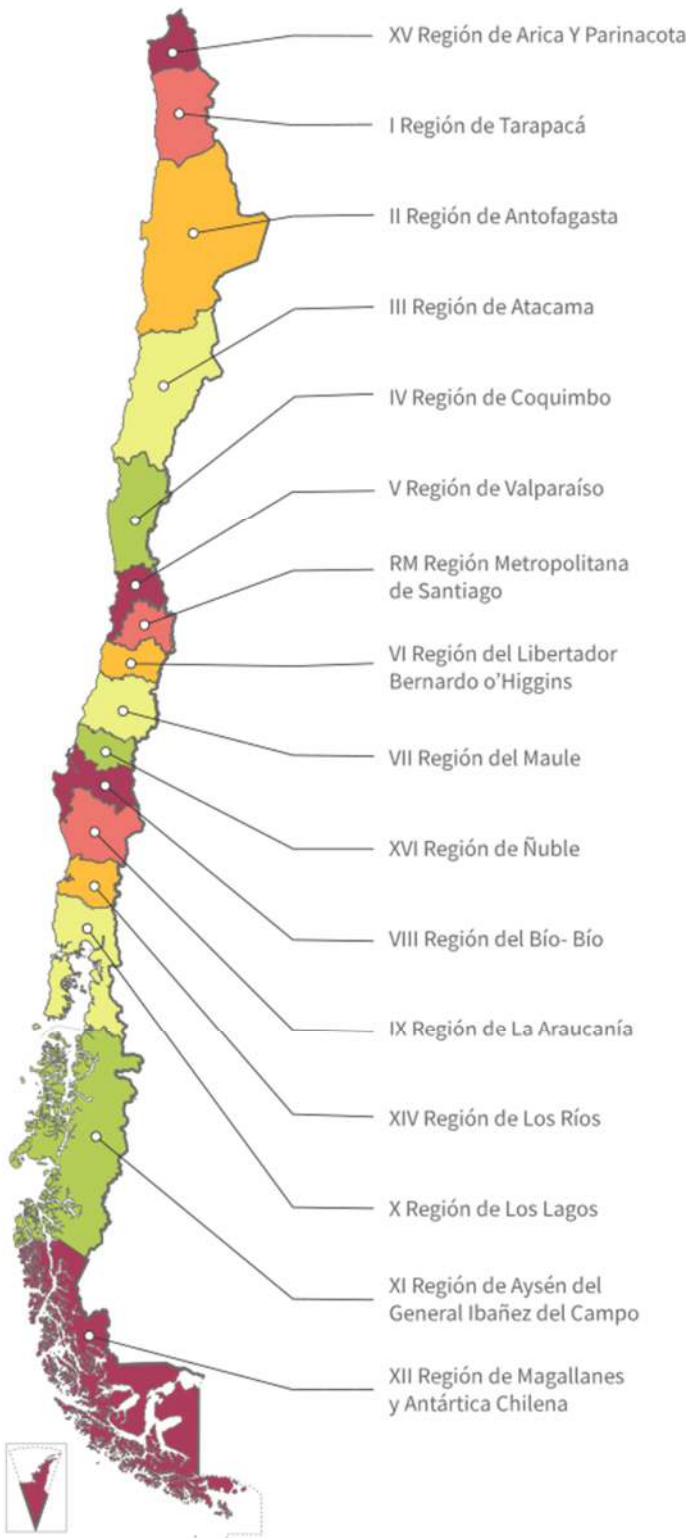 XV Región de Arica Y Parinacota
I Región de Tarapacá
II Región de Antofagasta
III Región de Atacama
IV Región de Coquimbo
V Región de Valparaíso
RM Región Metropolitana
de Santiago
VI Región del Libertador
Bernardo o’Higgins
VII Región del Maule
XVI Región de Ñuble
VIII Región del Bío- Bío
IX Región de La Araucanía
XIV Región de Los Ríos
X Región de Los Lagos
XI Región de Aysén del
General Ibañez del Campo
XII Región de Magallanes
y Antártica Chilena